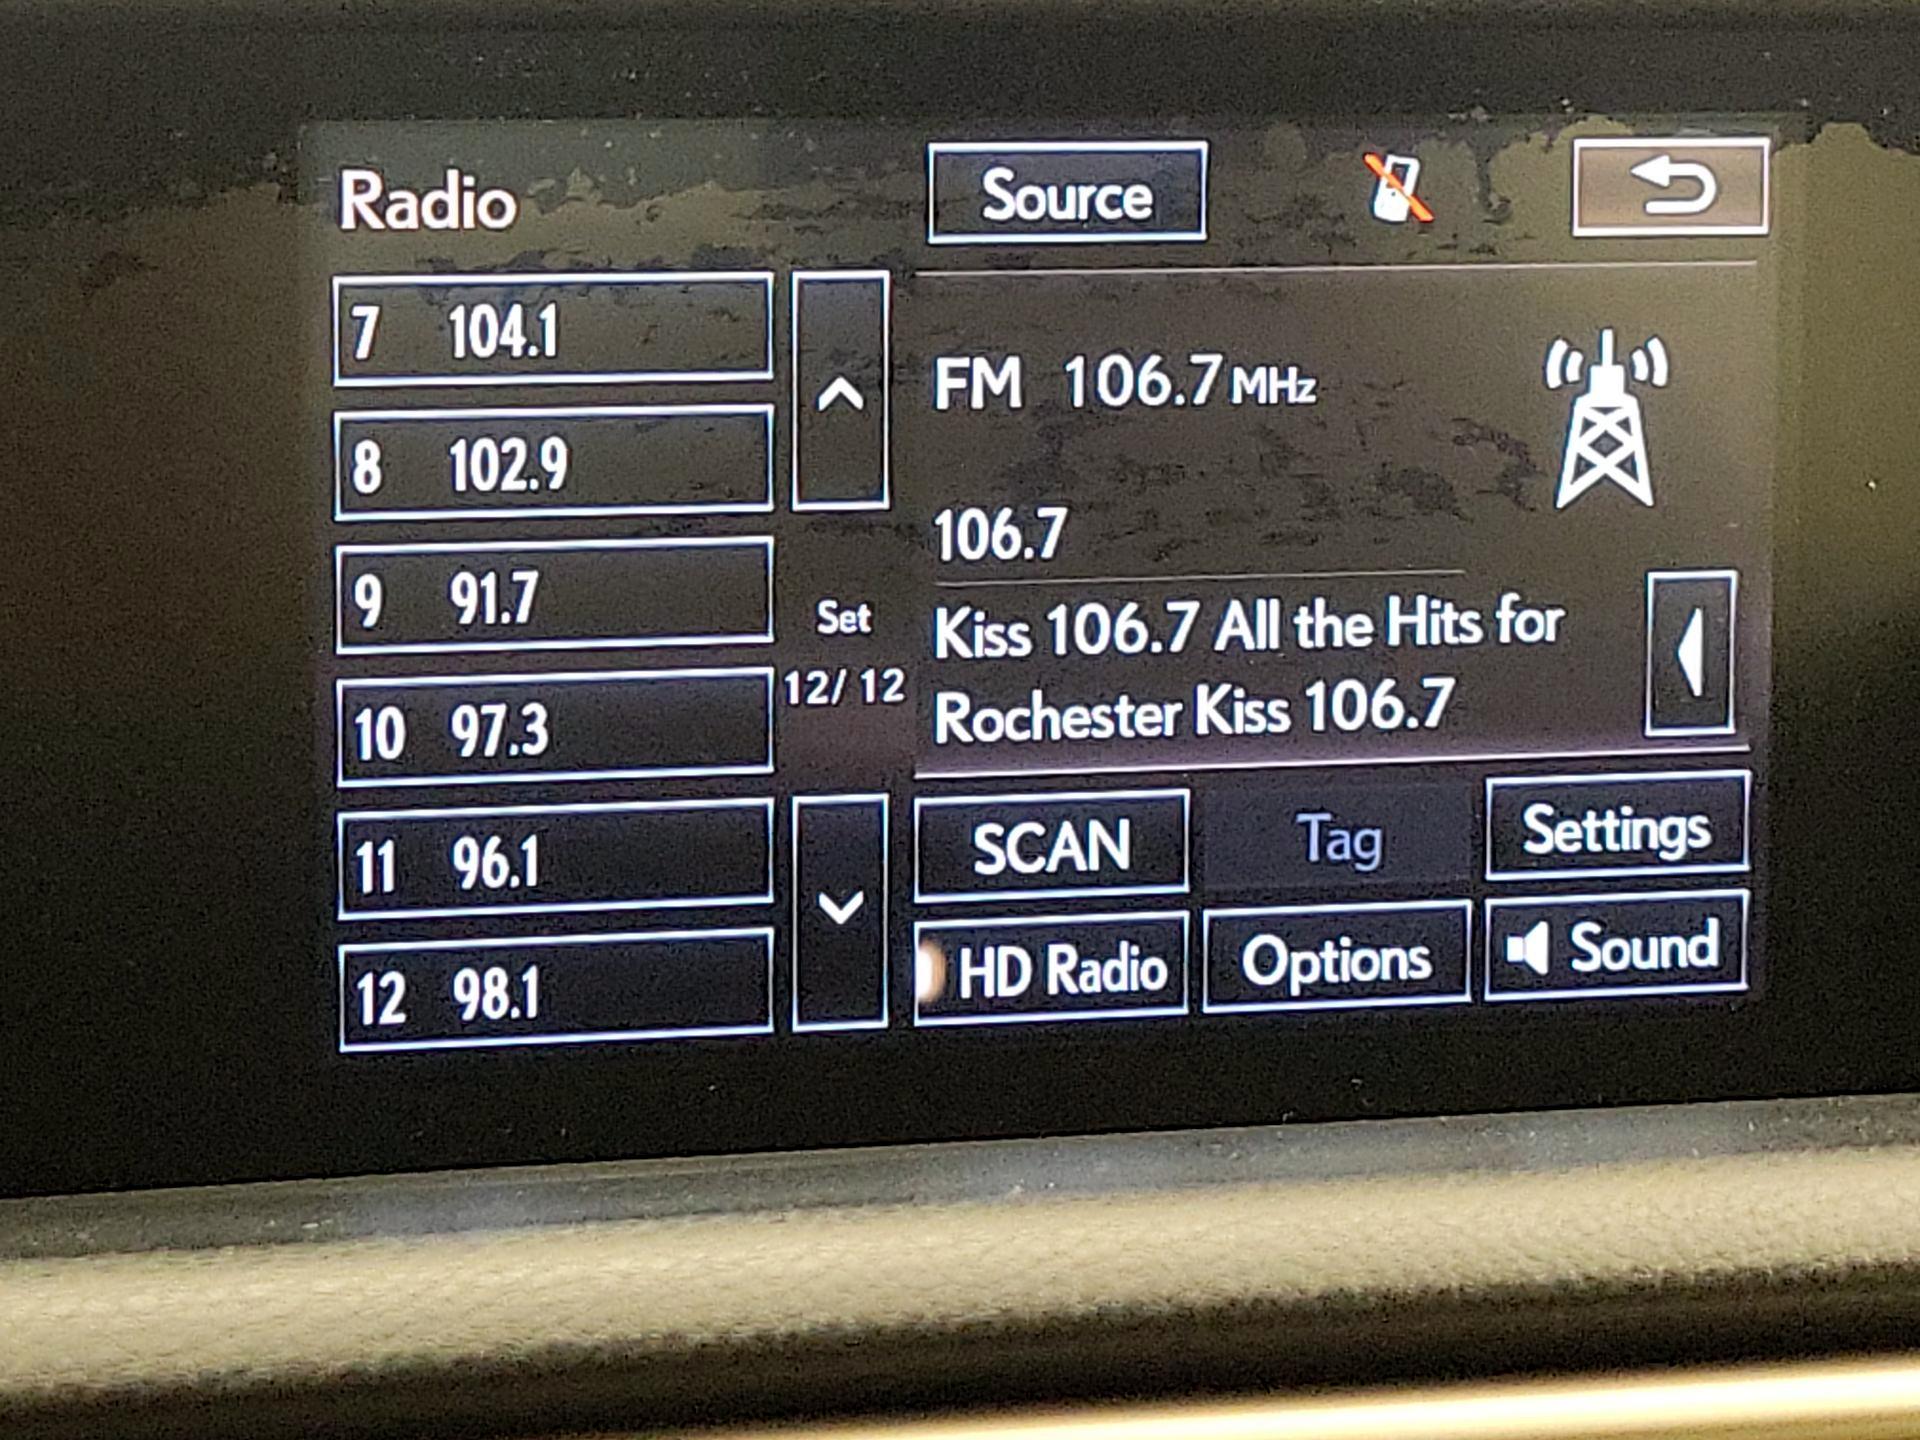 Radio
Source
7 104.1
8 102.9
9 91.7
10 97.3
11 96.1
12 98.1
Set
12/ 12
FM 106.7 MHz
106.7
Kiss 106.7 All the Hits for
Rochester Kiss 106.7
SCAN
Tag
Settings
HD Radio
Options
Sound